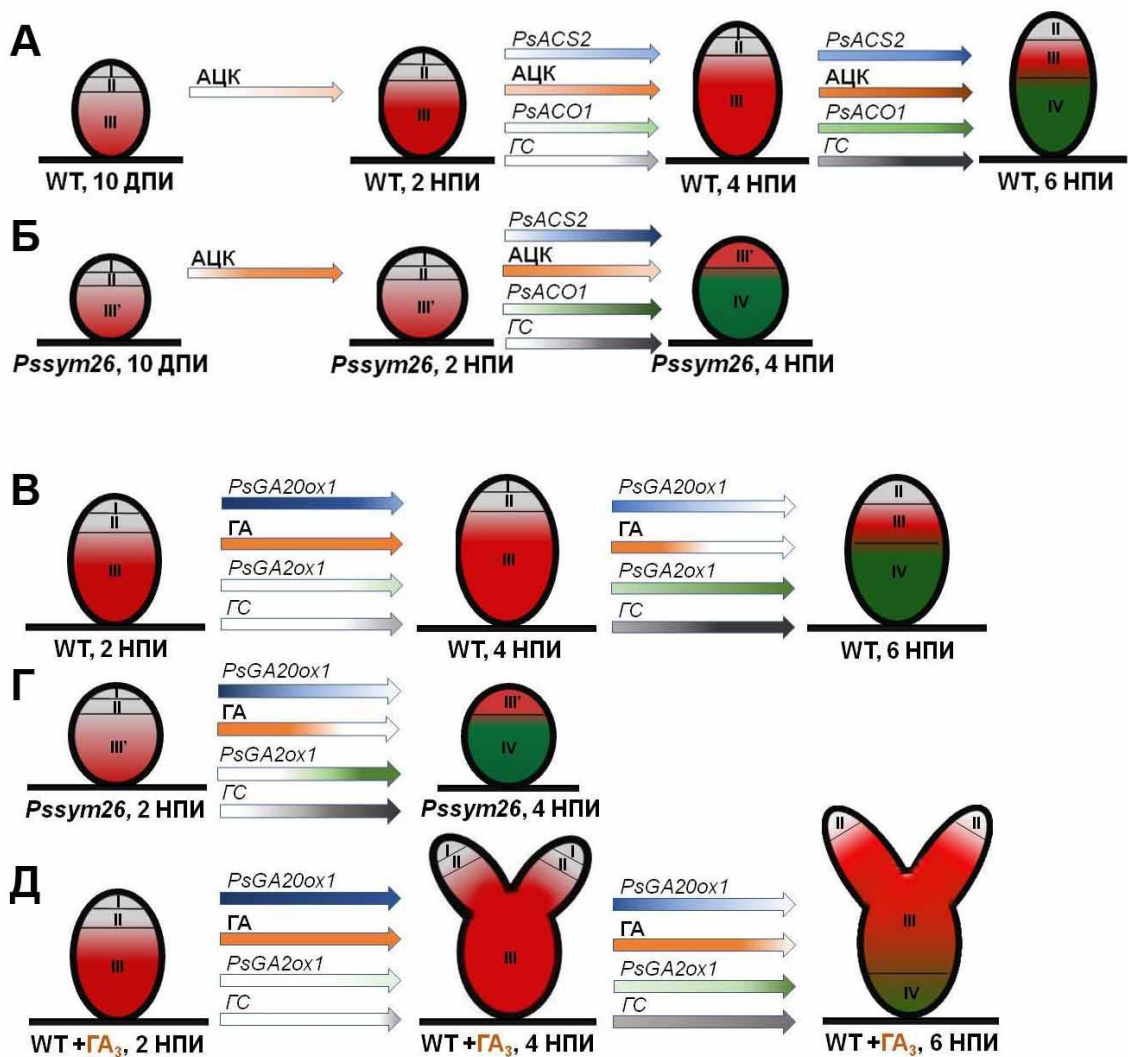 А
PsACS2
АЦК
PsACO1
ГС
PsACS2
АЦК
PsACO1
ГС
АЦК
I
II
III
I
II
III
I
II
III
II
III
IV
WT, 10 ДПИ
WT, 2 НПИ
WT, 4 НПИ
WT, 6 НПИ
Б
АЦК
PsACS2
АЦК
PsACO1
ГС
I
II
III'
I
II
III'
III'
IV
Pssym26, 10 ДПИ
Pssym26, 2 НПИ
Pssym26, 4 НПИ
В
PsGA20ox1
ГА
PsGA2ox1
ГС
PsGA20ox1
ГА
PsGA2ox1
ГС
I
II
III
I
II
III
II
III
IV
WT, 2 НПИ
WT, 4 НПИ
WT, 6 НПИ
Г
PsGA20ox1
ГА
PsGA2ox1
ГС
I
II
III'
III'
IV
Pssym26, 2 НПИ
Pssym26, 4 НПИ
Д
PsGA20ox1
ГА
PsGA2ox1
ГС
PsGA20ox1
ГА
PsGA2ox1
ГС
I
II
III
I
II
I
II
III
II
II
III
IV
WT +ГА₃, 2 НПИ
WT +ГА₃, 4 НПИ
WT +ГА₃, 6 НПИ